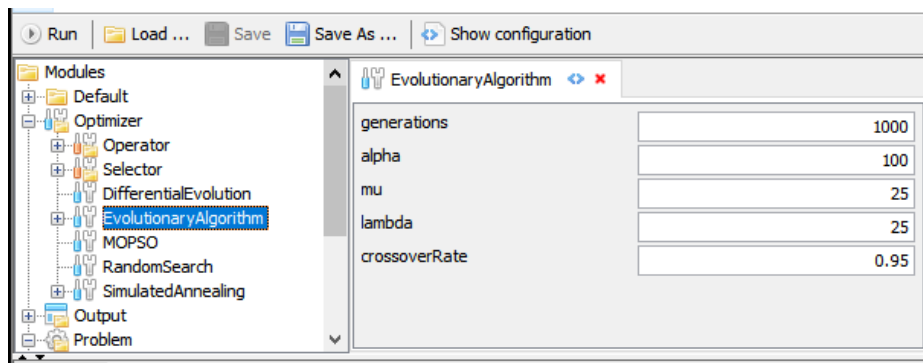 Run Load ... Save Save As ... Show configuration
Modules
Default
Optimizer
Operator
Selector
DifferentialEvolution
EvolutionaryAlgorithm
MOPSO
RandomSearch
SimulatedAnnealing
Output
Problem
EvolutionaryAlgorithm
generations 1000
alpha 100
mu 25
lambda 25
crossoverRate 0.95